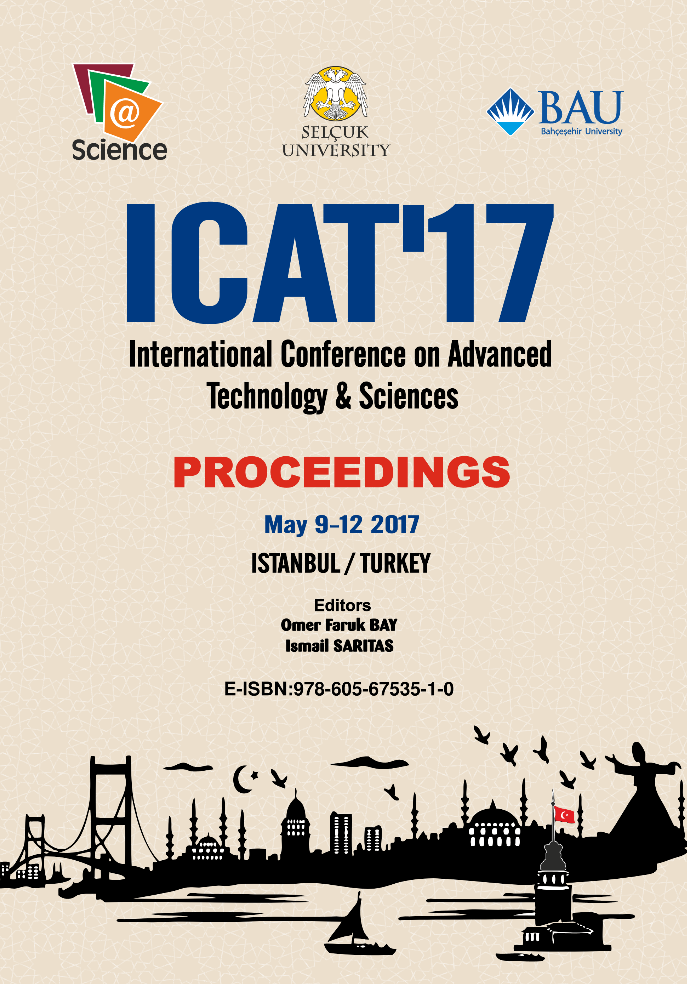 @
Science
SELÇUK
UNIVERSITY
BAU
Bahçeşehir University
ICAT'17
International Conference on Advanced
Technology & Sciences
PROCEEDINGS
May 9-12 2017
ISTANBUL / TURKEY
Editors
Omer Faruk BAY
Ismail SARITAS
E-ISBN:978-605-67535-1-0